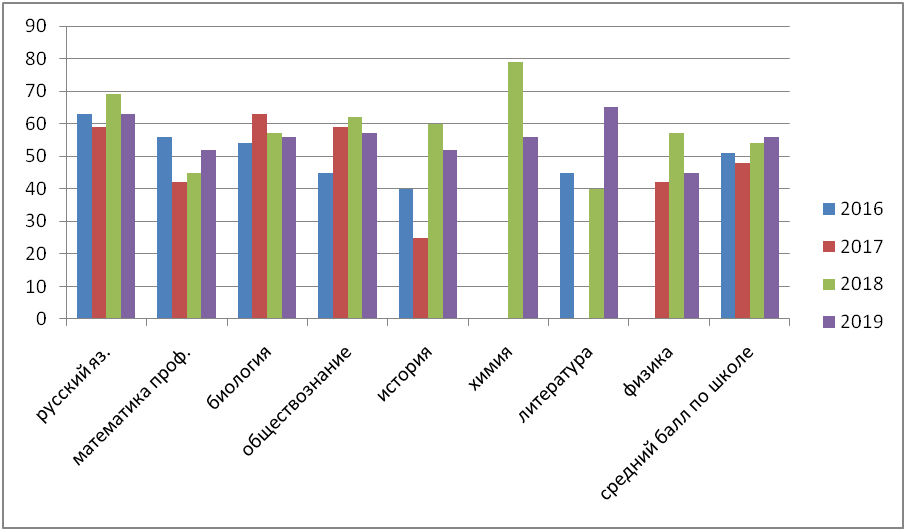 90
80
70
60
50
40
30
20
10
0
русский яз.
математика проф.
биология
обществознание
история
химия
литература
физика
средний балл по школе
2016
2017
2018
2019